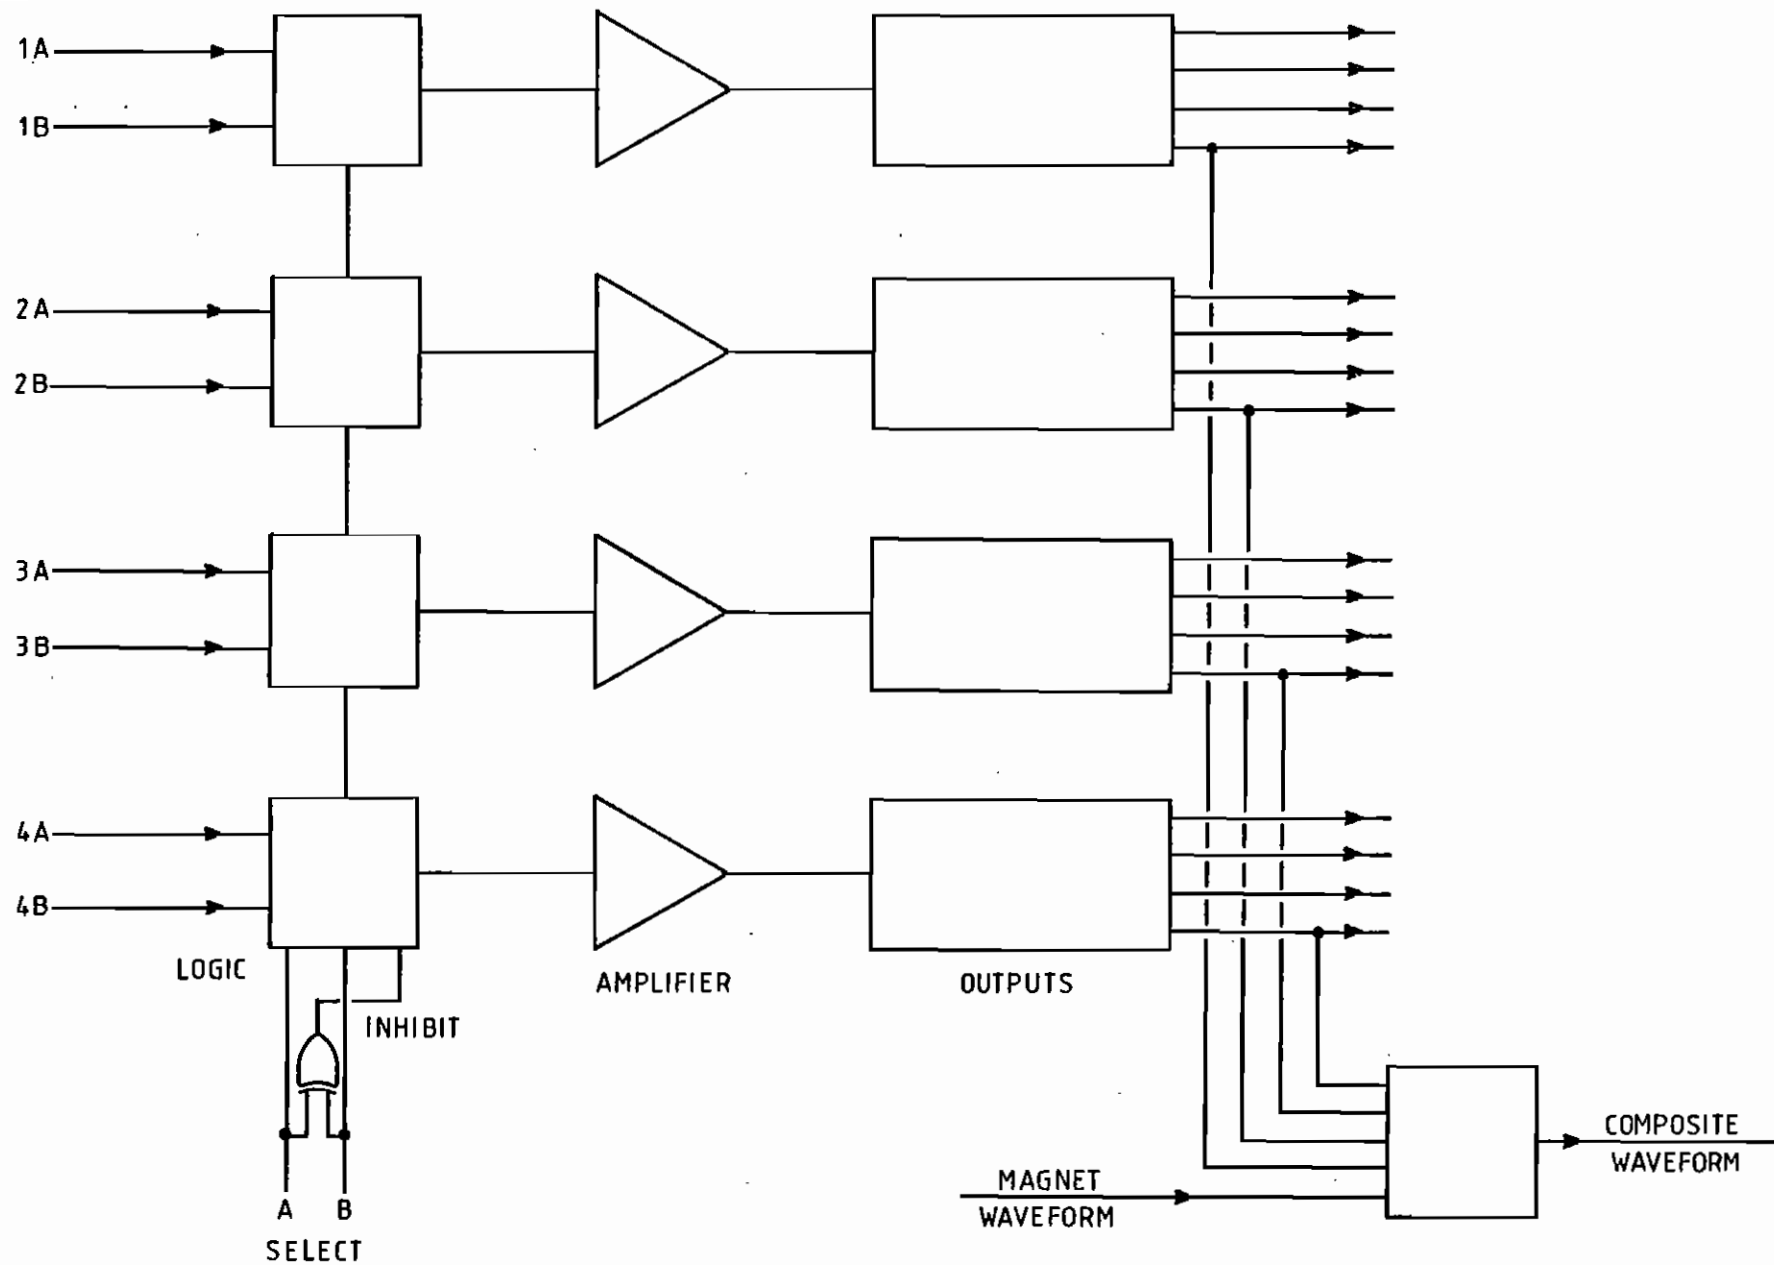 1A
1B
2A
2B
3A
3B
4A
4B
LOGIC
AMPLIFIER
OUTPUTS
INHIBIT
COMPOSITE
WAVEFORM
MAGNET
WAVEFORM
A B
SELECT